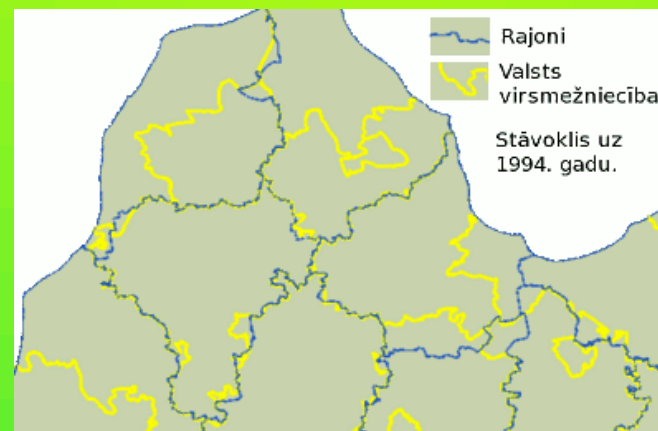 Rajoni
Valsts
virsmežniecība
Stāvoklis uz
1994. gadu.